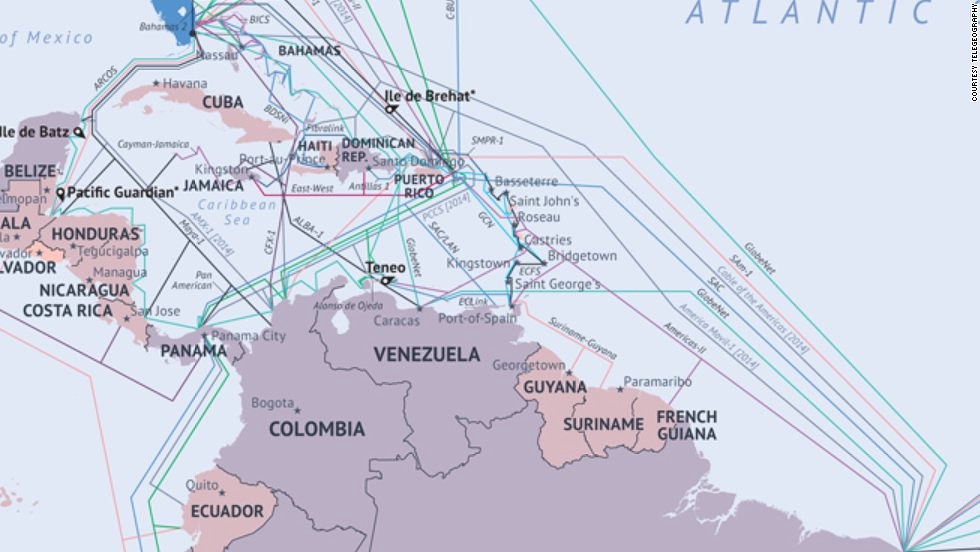 ATLANTIC
COURTESY TELEGEOGRAPHY
of Mexico
Bahamas 2
BICS
[2014]
C-BU
Nassau
BAHAMAS
ARCOS
Havana
CUBA
Ile de Brehat*
BDSNi
Ile de Batz
Fibralink
SMPR-1
Cayman-Jamaica
HAITI
DOMINICAN
REP.
Port-au-Prince
Santo Domingo
BELIZE
Kingston
JAMAICA
East-West
Antillas 1
PUERTO
RICO
Basseterre
Saint John's
Roseau
elmopan
Pacific Guardian*
Caribbean
Sea
PCCS [2014]
GCN
ALA
HONDURAS
Tegucigalpa
AMX-1 [2014]
Maya-1
CFX-1
ALBA-1
SAC/LAN
Castries
Bridgetown
Kingstown
ECFS
Saint George's
vador
LVADOR
Managua
NICARAGUA
COSTA RICA
San Jose
Pan
American
Teneo
GlobeNet
GlobeNet
SAm-1
Cable of the Americas [2014]
SAC
GlobeNet
America Movil-1 [2014]
Americas-II
Alonso de Ojeda
Caracas
ECLink
Port-of-Spain
Suriname-Guyana
Panama City
PANAMA
VENEZUELA
Georgetown
GUYANA
Paramaribo
SURINAME
FRENCH
GUIANA
Bogota
COLOMBIA
Quito
ECUADOR